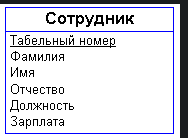 Сотрудник
Табельный номер
Фамилия
Имя
Отчество
Должность
Зарплата